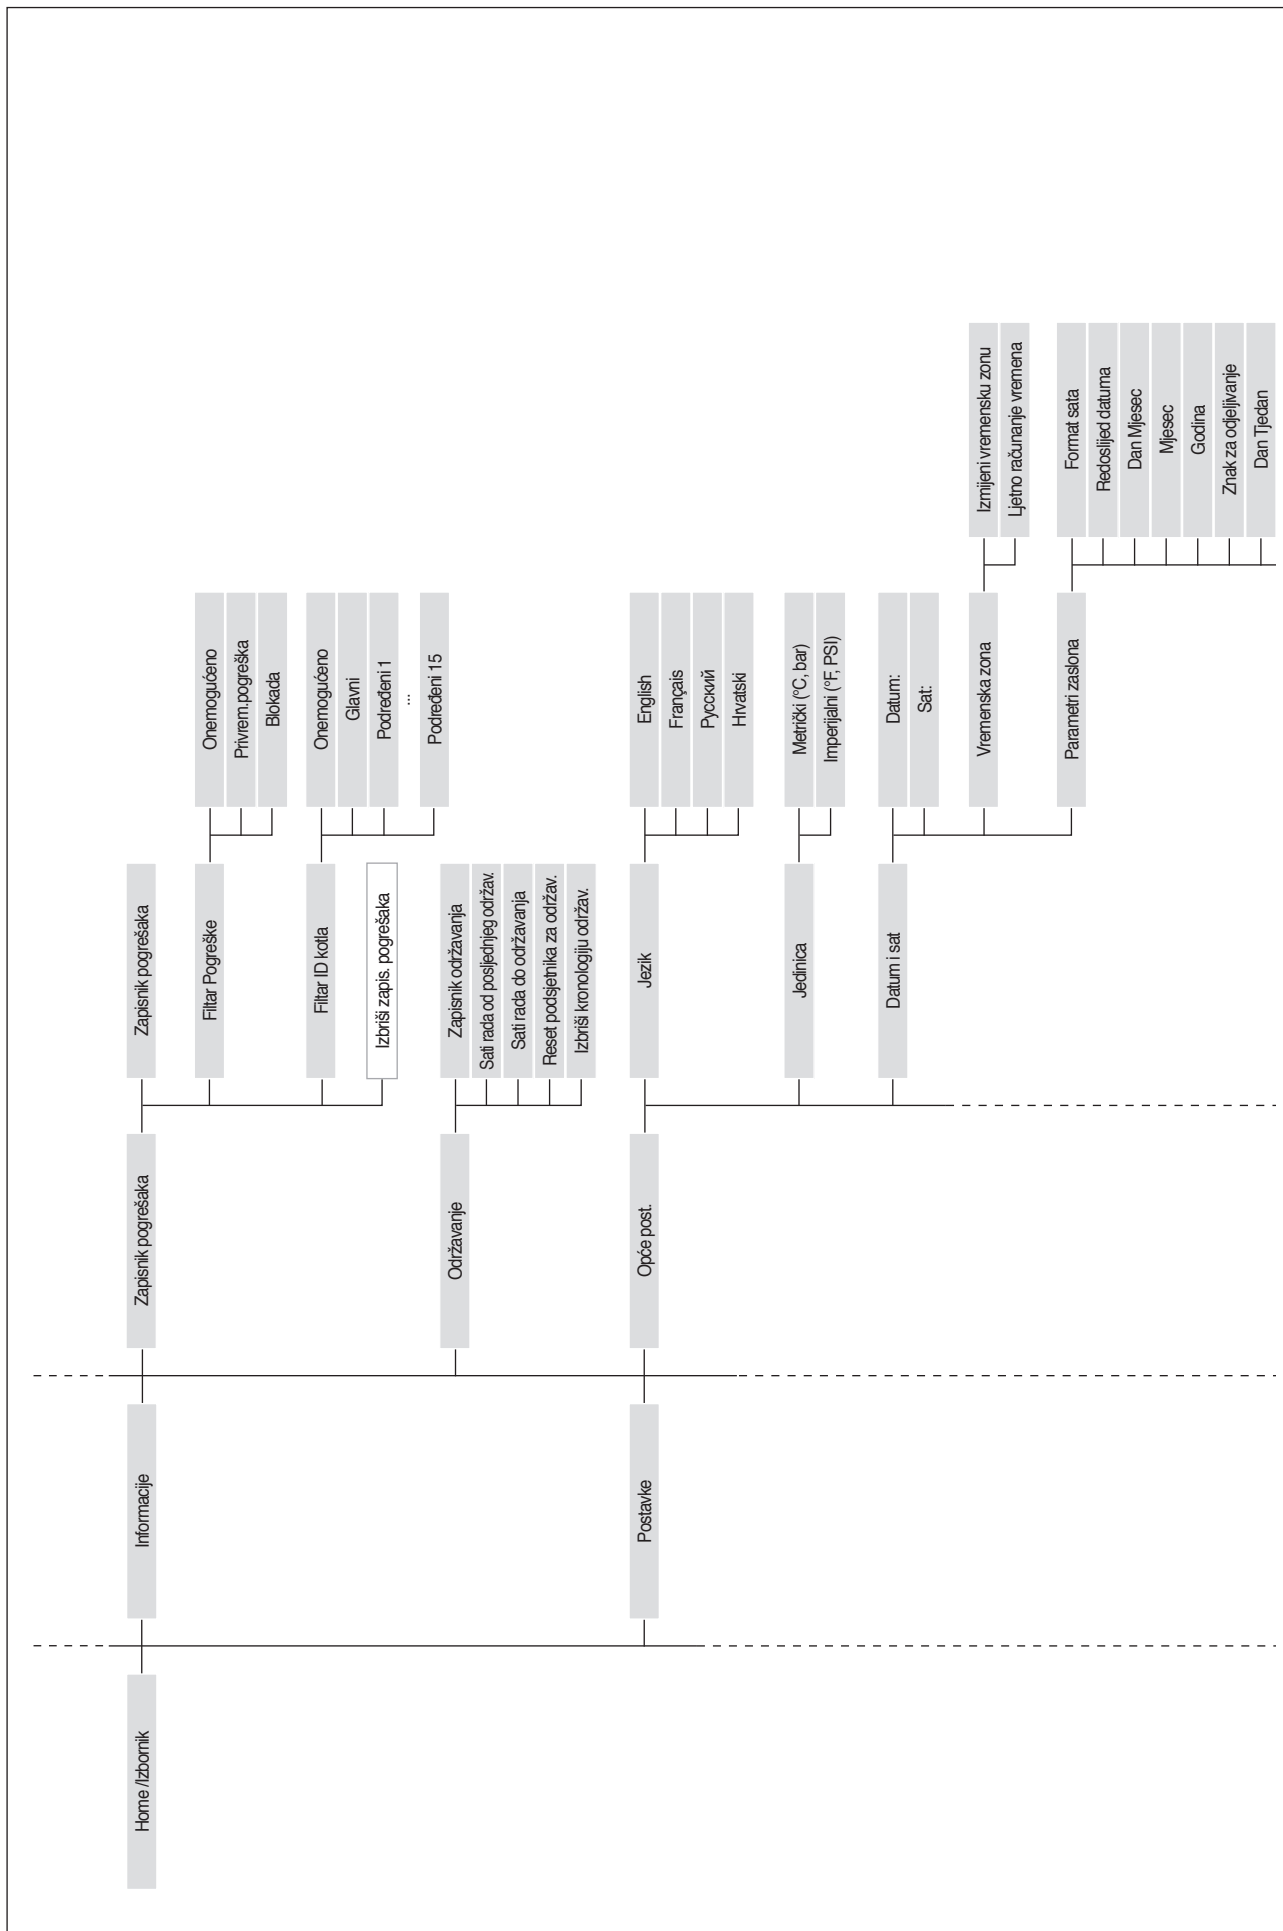 Home /Izbornik
Informacije
Zapisnik pogrešaka
Zapisnik pogrešaka
Filtar Pogreške
Onemogućeno
Privrem.pogreška
Blokada
Filtar ID kotla
Onemogućeno
Glavni
Podređeni 1
...
Podređeni 15
Izbriši zapis. pogrešaka
Održavanje
Zapisnik održavanja
Sati rada od posljednjeg održav.
Sati rada do održavanja
Reset podsjetnika za održav.
Izbriši kronologiju održav.
Postavke
Opće post.
Jezik
English
Français
Русский
Hrvatski
Jedinica
Metrički (°C, bar)
Imperijalni (°F, PSI)
Datum i sat
Datum:
Sat:
Vremenska zona
Izmijeni vremensku zonu
Ljetno računanje vremena
Parametri zaslona
Format sata
Redoslijed datuma
Dan Mjesec
Mjesec
Godina
Znak za odjeljivanje
Dan Tjedan